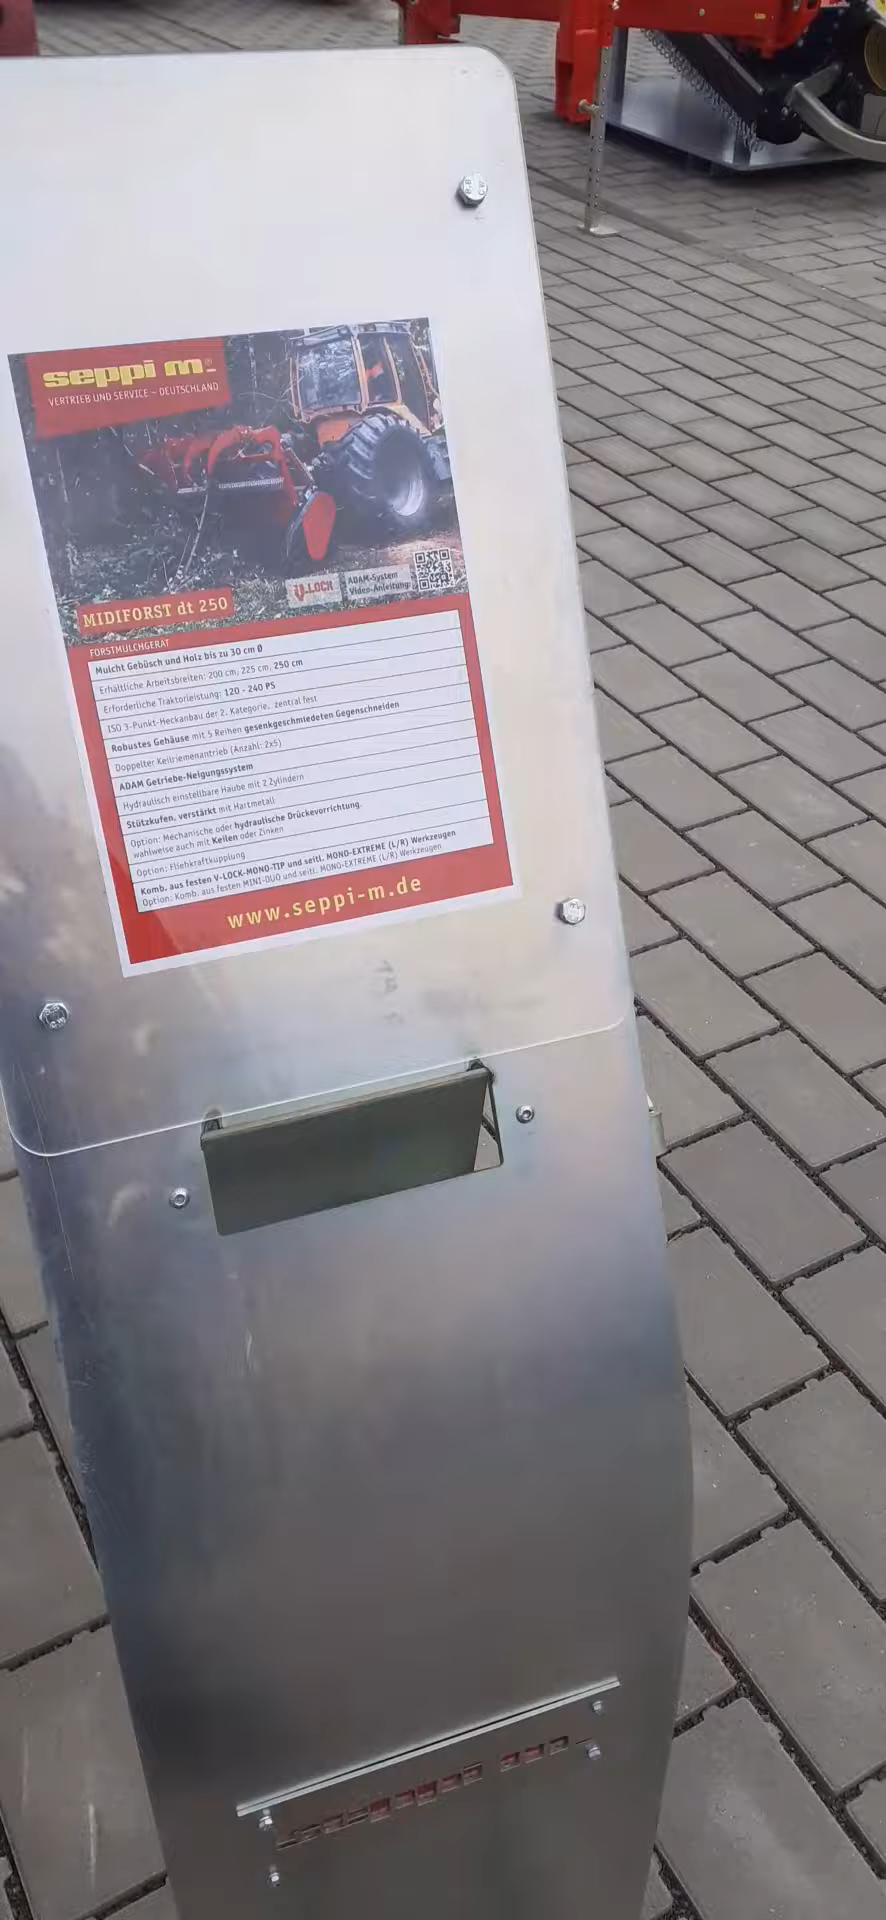 seppi m®
VERTRIEB UND SERVICE – DEUTSCHLAND
V-LOCK
ADAM-System
Video-Anleitung:
MIDIFORST dt 250
FORSTMULCHGERÄT
Mulcht Gebüsch und Holz bis zu 30 cm Ø
Erhältliche Arbeitsbreiten: 200 cm, 225 cm, 250 cm
Erforderliche Traktorleistung: 120 - 240 PS
ISO 3-Punkt-Heckanbau der 2. Kategorie, zentral fest
Robustes Gehäuse mit 5 Reihen gesenkgeschmiedeten Gegenschneiden
Doppelter Keilriemenantrieb (Anzahl: 2x5)
ADAM Getriebe-Neigungssystem
Hydraulisch einstellbare Haube mit 2 Zylindern
Stützkufen, verstärkt mit Hartmetall
Option: Mechanische oder hydraulische Drückevorrichtung,
wahlweise auch mit Keilen oder Zinken
Option: Fliehkraftkupplung
Komb. aus festen V-LOCK-MONO-TIP und seitl. MONO-EXTREME (L/R) Werkzeugen
Option: Komb. aus festen MINI-DUO und seitl. MONO-EXTREME (L/R) Werkzeugen
www.seppi-m.de
8.8